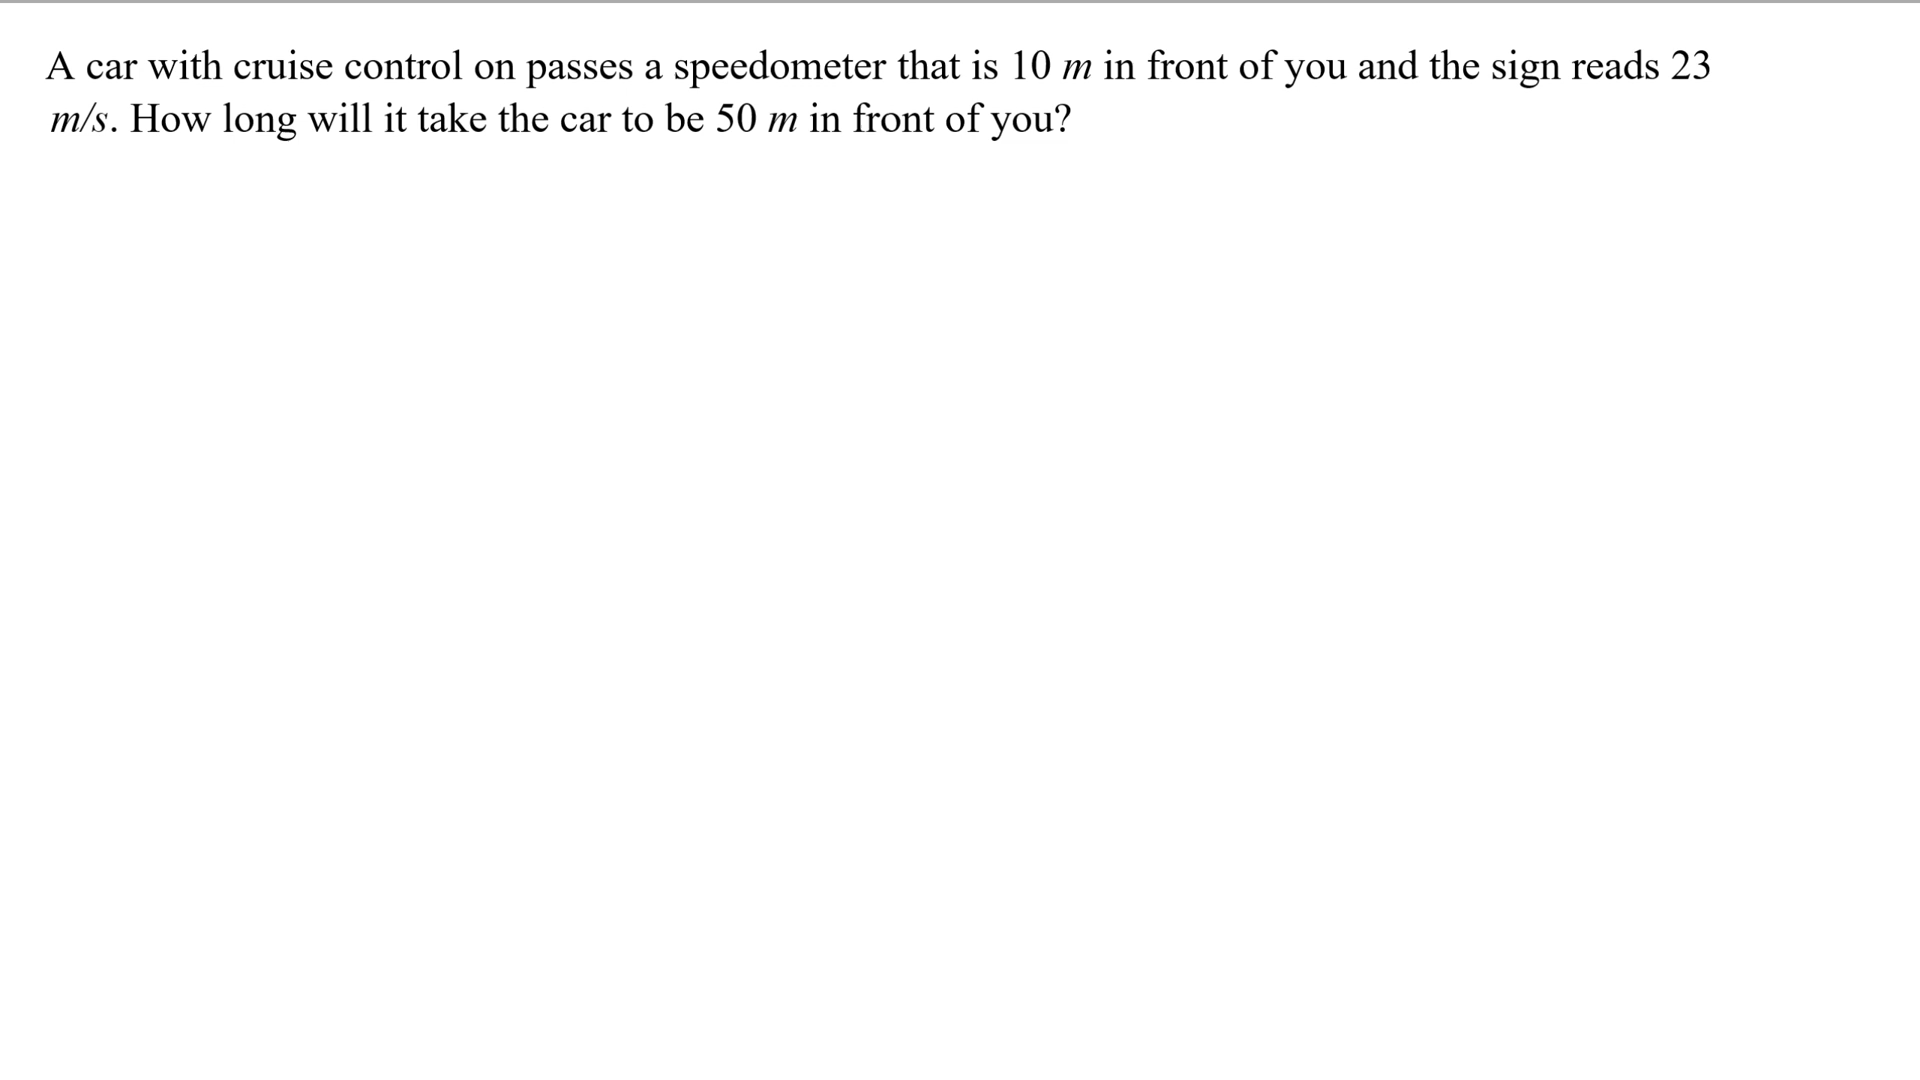 A car with cruise control on passes a speedometer that is 10 m in front of you and the sign reads 23
m/s. How long will it take the car to be 50 m in front of you?